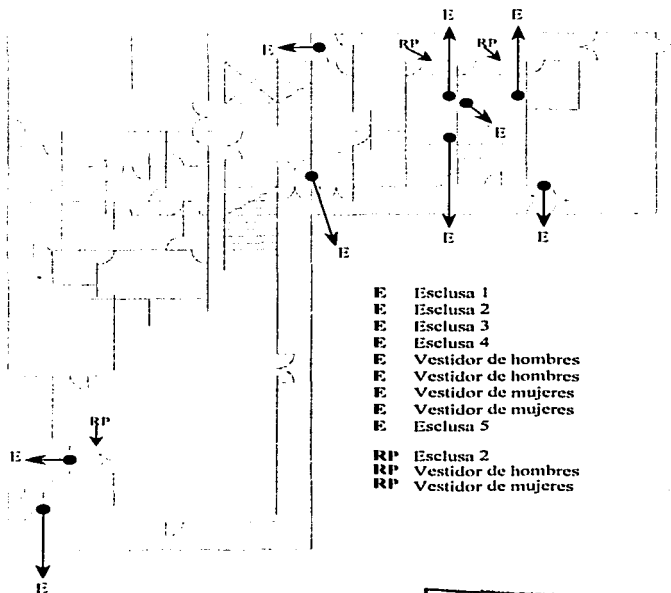 E E
E RP RP
E
E E E
E Esclusa 1
E Esclusa 2
E Esclusa 3
E Esclusa 4
E Vestidor de hombres
E Vestidor de hombres
E Vestidor de mujeres
E Vestidor de mujeres
E Esclusa 5
RP Esclusa 2
RP Vestidor de hombres
RP Vestidor de mujeres
RP
E
E